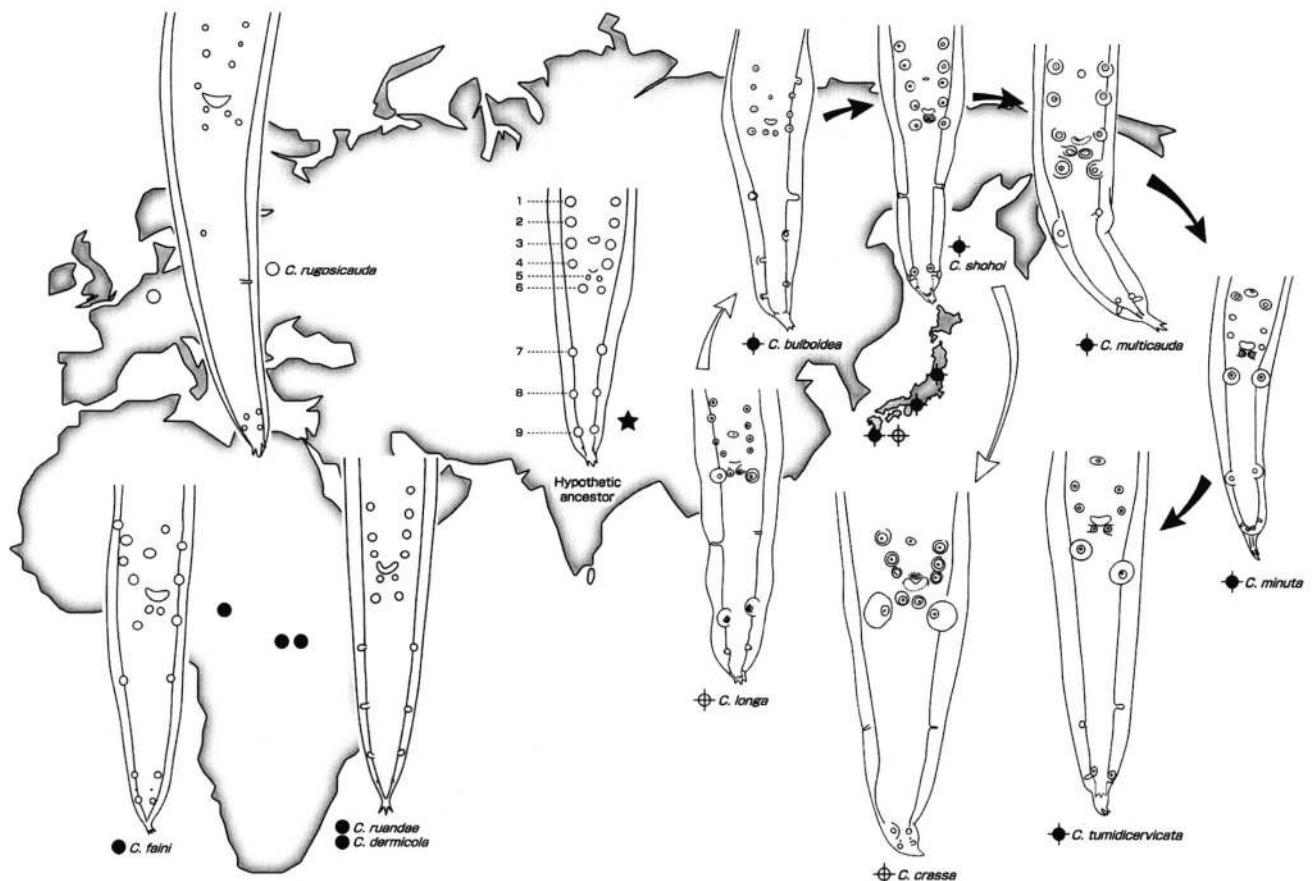 C. rugosicauda
1
2
3
4
5
6
7
8
9
Hypothetic
ancestor
C. bulboidea
C. shohoi
C. multicauda
C. minuta
C. longa
C. faini
C. ruandae
C. dermicola
C. crassa
C. tumidicervicata